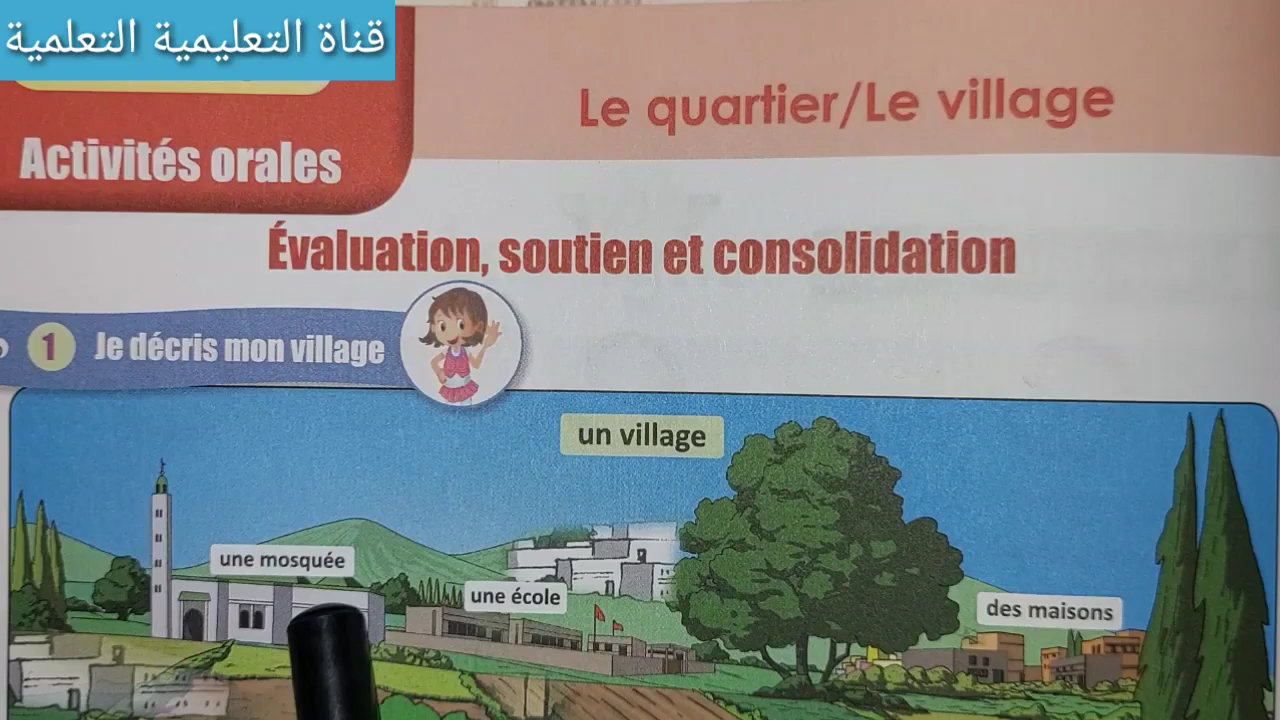 قناة التعليمية التعلمية
Le quartier/Le village
Activités orales
Évaluation, soutien et consolidation
1 Je décris mon village
un village
une mosquée
une école
des maisons